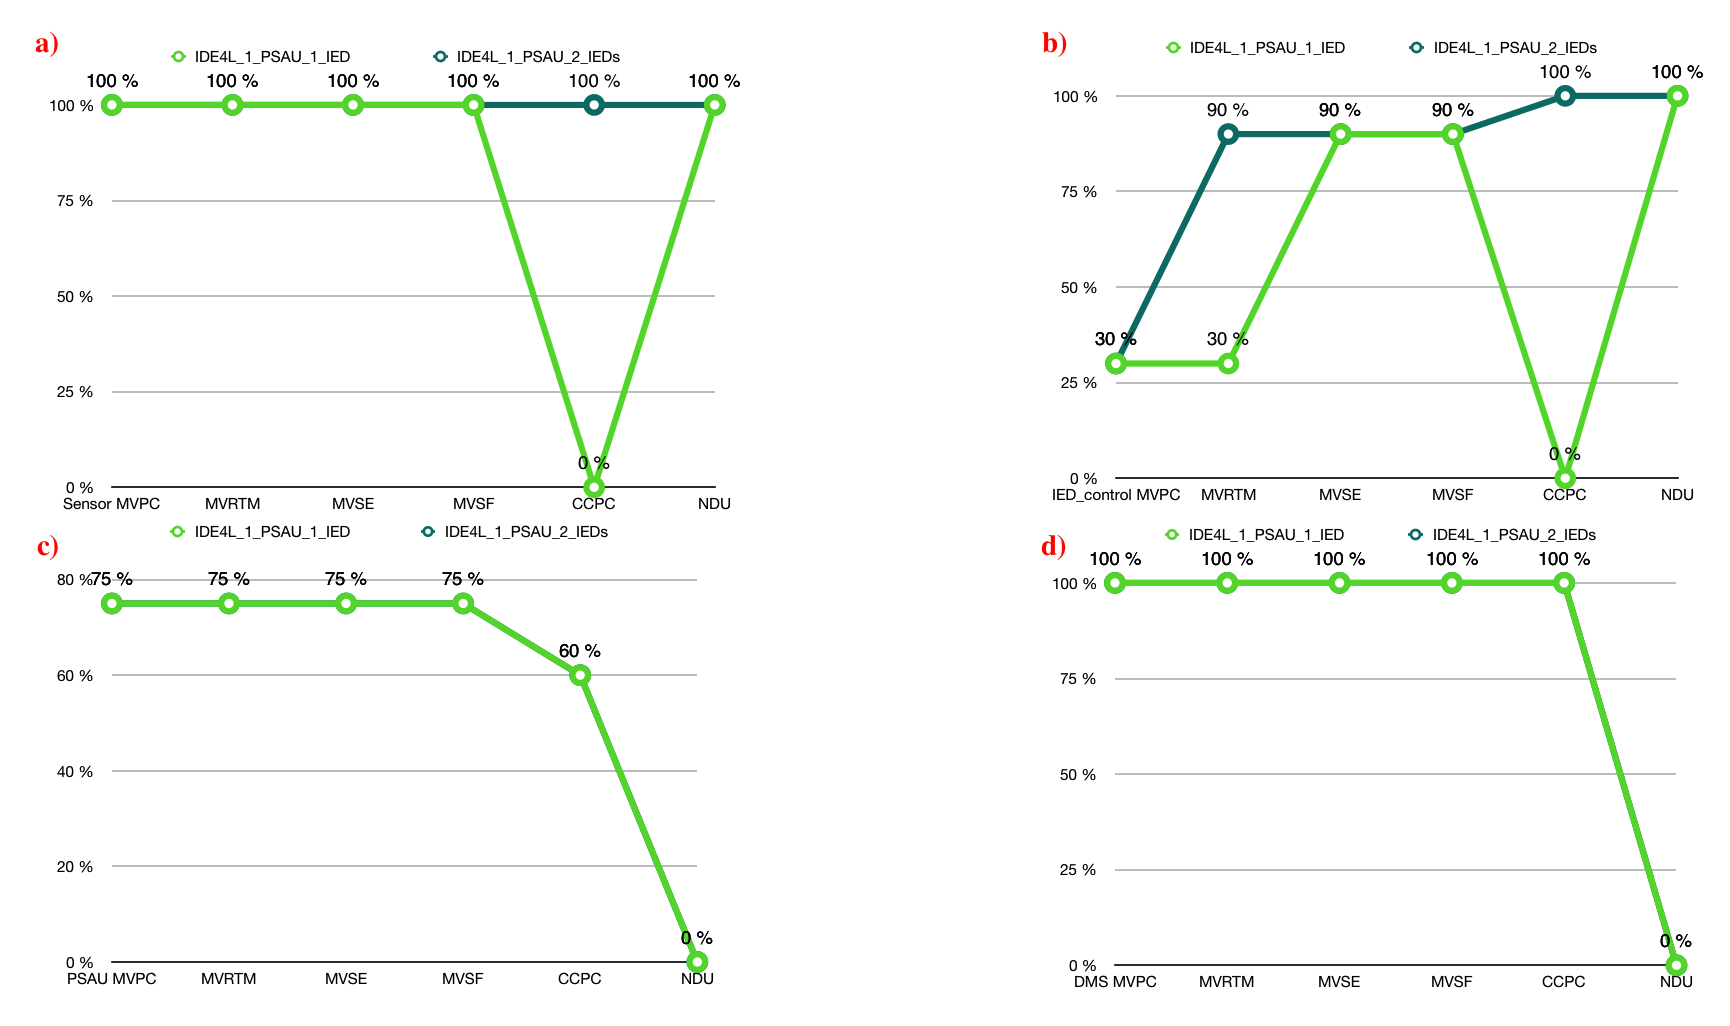 a)
IDE4L_1_PSAU_1_IED IDE4L_1_PSAU_2_IEDs
100 % 100 % 100 % 100 % 100 % 100 %
100 %
75 %
50 %
25 %
0 %
0 %
Sensor MVPC MVRTM MVSE MVSF CCPC NDU
b)
IDE4L_1_PSAU_1_IED IDE4L_1_PSAU_2_IEDs
100 % 100 %
100 %
90 % 90 % 90 %
75 %
50 %
30 % 30 %
25 %
0 %
0 %
IED_control MVPC MVRTM MVSE MVSF CCPC NDU
c)
IDE4L_1_PSAU_1_IED IDE4L_1_PSAU_2_IEDs
80 % 75 % 75 % 75 % 75 %
60 %
60 %
40 %
20 %
0 %
0 %
PSAU MVPC MVRTM MVSE MVSF CCPC NDU
d)
IDE4L_1_PSAU_1_IED IDE4L_1_PSAU_2_IEDs
100 % 100 % 100 % 100 % 100 %
100 %
75 %
50 %
25 %
0 %
0 %
DMS MVPC MVRTM MVSE MVSF CCPC NDU